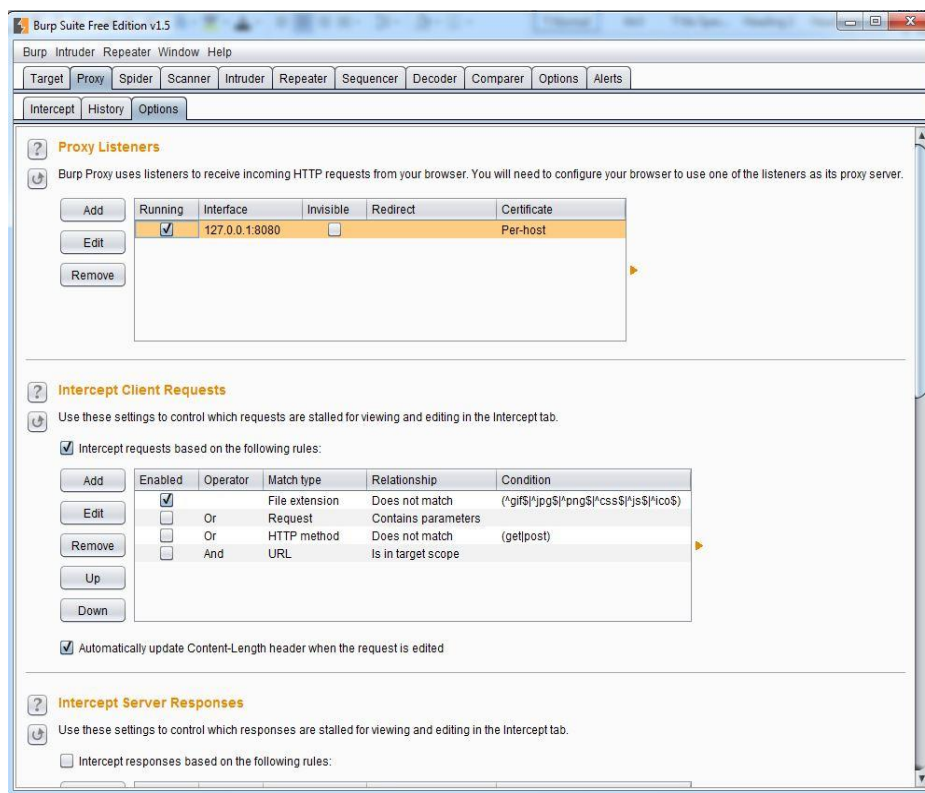 Burp Suite Free Edition v1.5
Burp Intruder Repeater Window Help
Target Proxy Spider Scanner Intruder Repeater Sequencer Decoder Comparer Options Alerts
Intercept History Options
? Proxy Listeners
Burp Proxy uses listeners to receive incoming HTTP requests from your browser. You will need to configure your browser to use one of the listeners as its proxy server.
Add Running Interface Invisible Redirect Certificate
127.0.0.1:8080 Per-host
Edit
Remove
? Intercept Client Requests
Use these settings to control which requests are stalled for viewing and editing in the Intercept tab.
Intercept requests based on the following rules:
Add Enabled Operator Match type Relationship Condition
File extension Does not match (^gif$|^jpg$|^png$|^css$|^js$|^ico$)
Edit Or Request Contains parameters
Remove Or HTTP method Does not match (get|post)
And URL Is in target scope
Up
Down
Automatically update Content-Length header when the request is edited
? Intercept Server Responses
Use these settings to control which responses are stalled for viewing and editing in the Intercept tab.
Intercept responses based on the following rules: